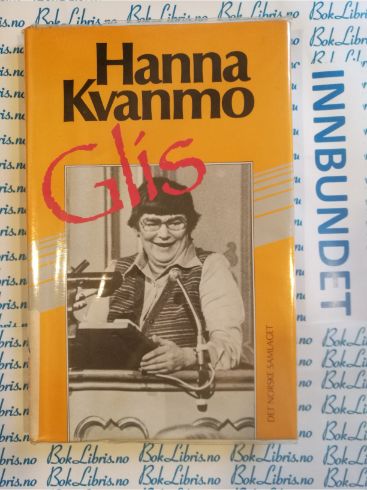 Hanna
Kvanmo
Glis
DET NORSKE SAMLAGET
INNBUNDET
BokLibris.no